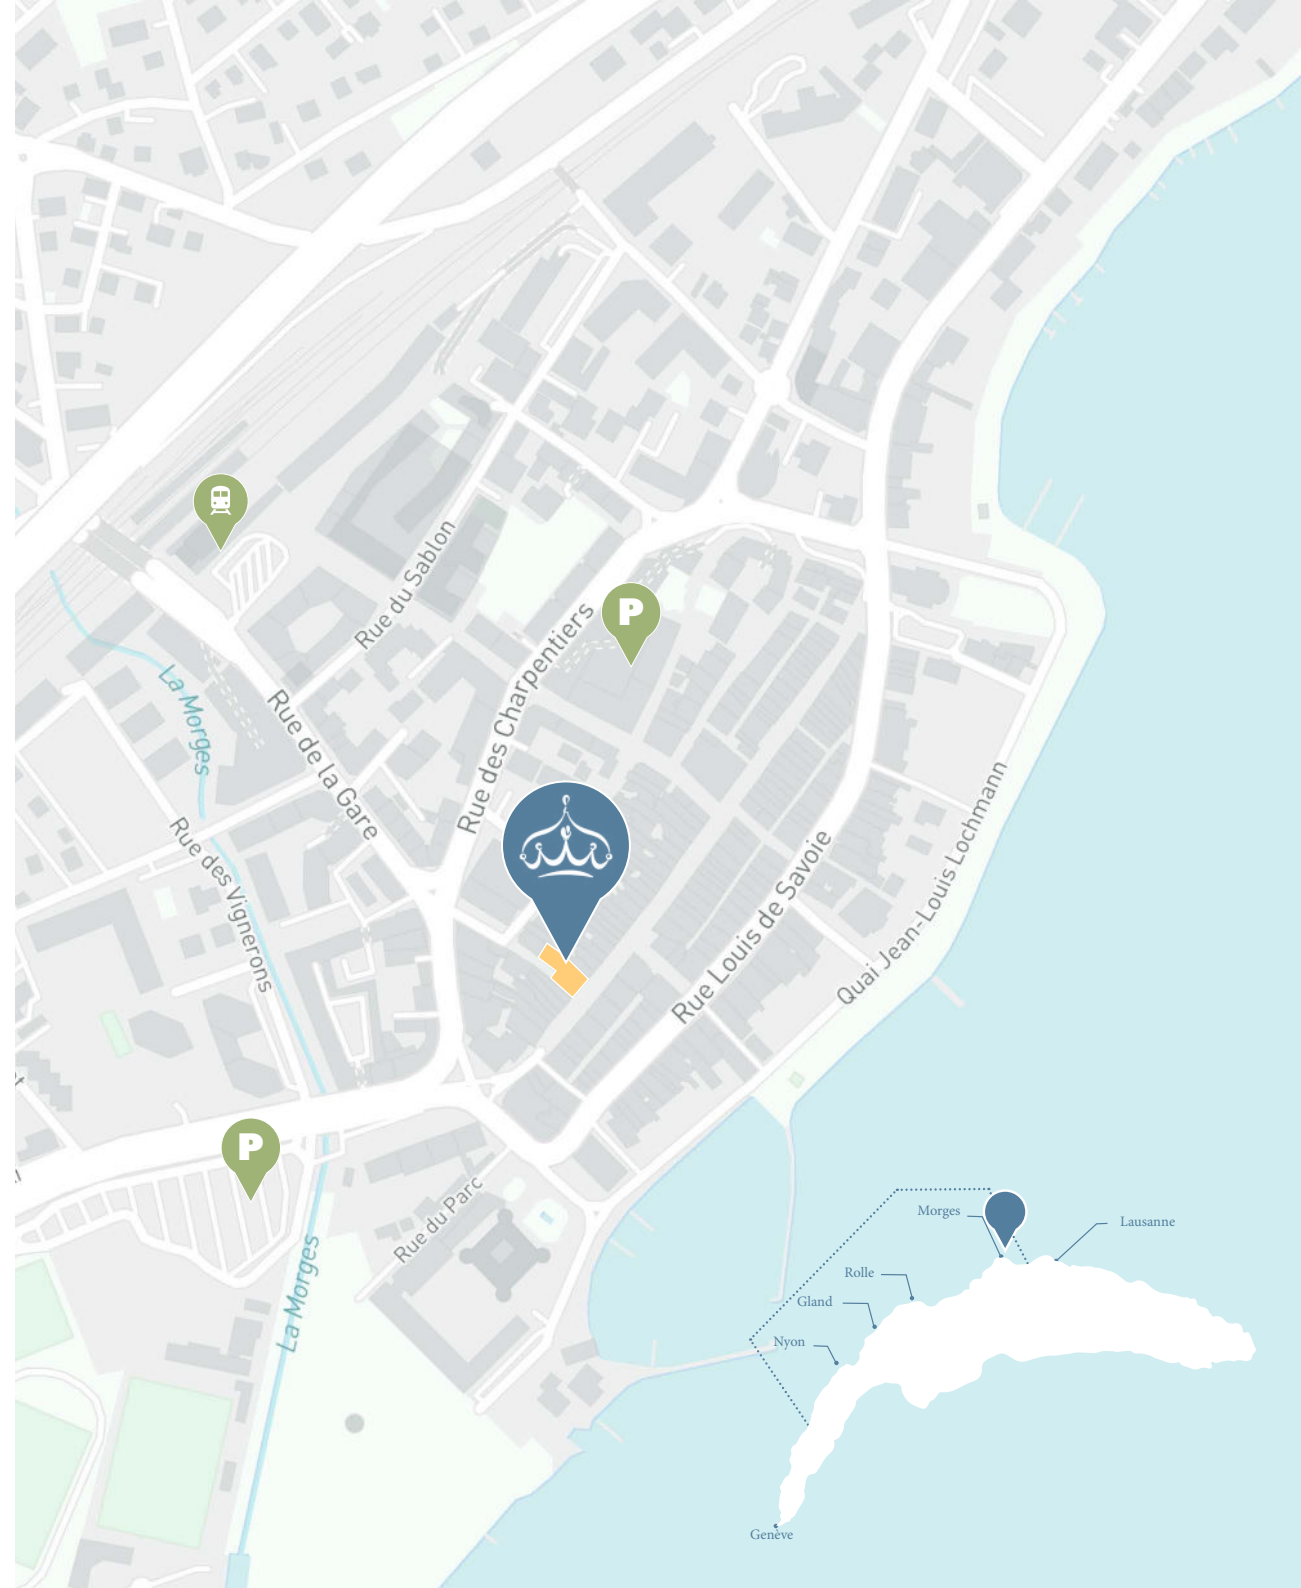 P
Rue du Sablon
Rue des Charpentiers
La Morges
Rue de la Gare
Rue des Vignerons
Rue Louis de Savoie
Quai Jean-Louis Lochmann
P
Rue du Parc
La Morges
Morges
Lausanne
Rolle
Gland
Nyon
Genève